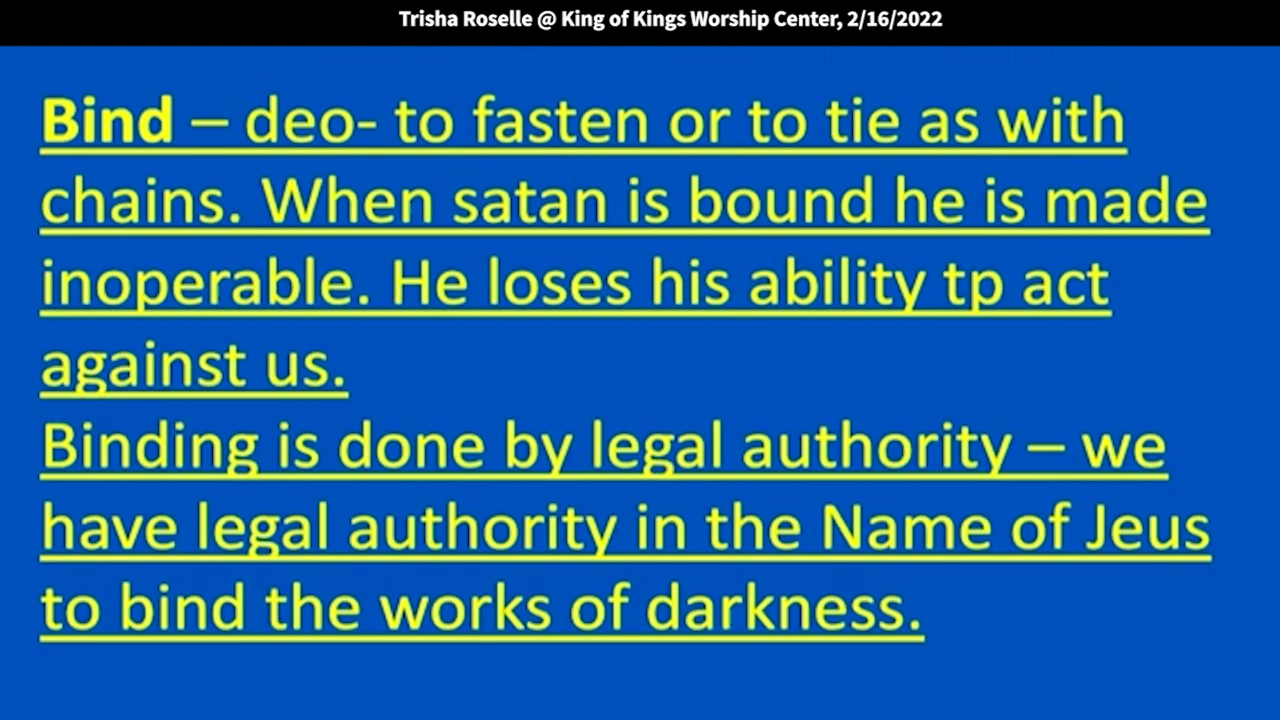 Trisha Roselle @ King of Kings Worship Center, 2/16/2022
Bind – deo- to fasten or to tie as with
chains. When satan is bound he is made
inoperable. He loses his ability tp act
against us.
Binding is done by legal authority – we
have legal authority in the Name of Jeus
to bind the works of darkness.